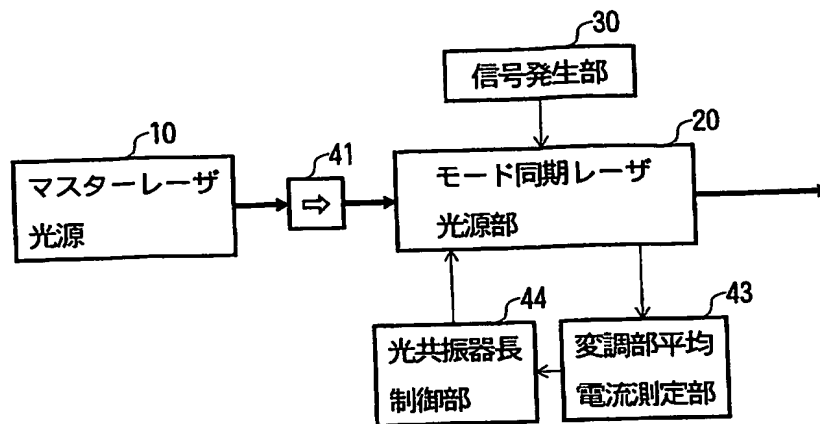 30
信号発生部
10
41
20
マスターレーザ
光源
⇨
モード同期レーザ
光源部
44
43
光共振器長
制御部
変調部平均
電流測定部